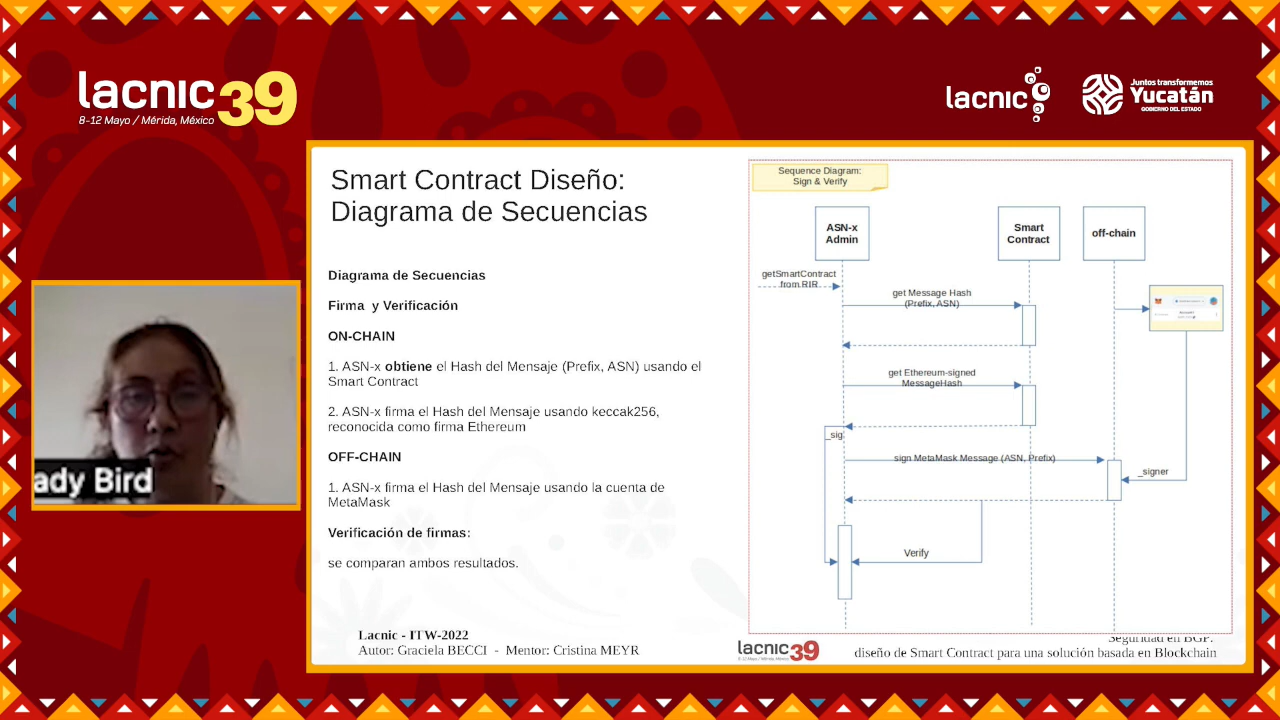 lacnic39
8-12 Mayo / Mérida, México
lacnic
Juntos transformemos
Yucatán
GOBIERNO DEL ESTADO
Smart Contract Diseño:
Diagrama de Secuencias
Diagrama de Secuencias
Firma y Verificación
ON-CHAIN
1. ASN-x obtiene el Hash del Mensaje (Prefix, ASN) usando el
Smart Contract
2. ASN-x firma el Hash del Mensaje usando keccak256,
reconocida como firma Ethereum
OFF-CHAIN
1. ASN-x firma el Hash del Mensaje usando la cuenta de
MetaMask
Verificación de firmas:
se comparan ambos resultados.
Sequence Diagram:
Sign & Verify
ASN-x
Admin
Smart
Contract
off-chain
getSmartContract
from RIR
get Message Hash
(Prefix, ASN)
get Ethereum-signed
MessageHash
_sig
sign MetaMask Message (ASN, Prefix)
_signer
Verify
ady Bird
Lacnic - ITW-2022
Autor: Graciela BECCI - Mentor: Cristina MEYR
lacnic39
Seguridad en BGP:
diseño de Smart Contract para una solución basada en Blockchain